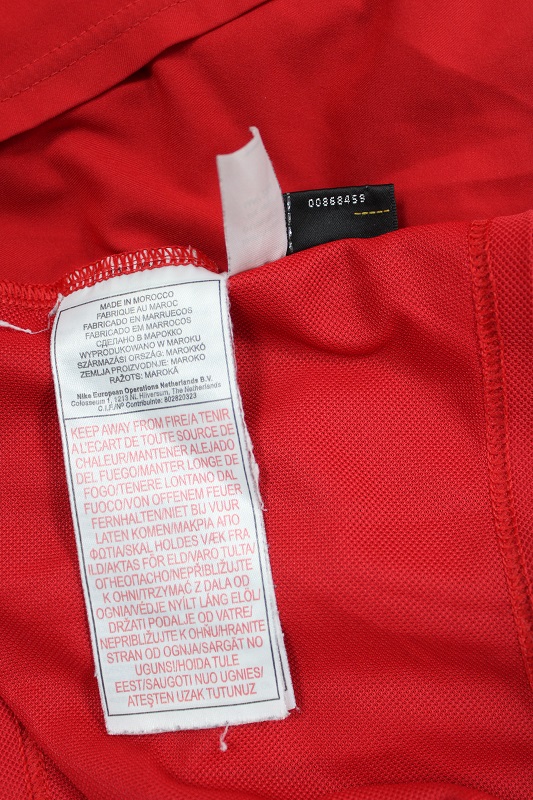 00868459
MADE IN MOROCCO
FABRIQUE AU MAROC
FABRICADO EN MARRUECOS
FABRICADO EM MARROCOS
СДЕЛАНО В МАРОККО
WYPRODUKOWANO W MAROKU
SZÁRMAZÁSI ORSZÁG: MAROKKÓ
ZEMLJA PROIZVODNJE: MAROKO
RAŽOTS: MAROKĀ
Nike European Operations Netherlands B.V.
Colosseum 1, 1213 NL Hilversum, The Netherlands
C.I.F./Nº Contribuinte: 802820323
KEEP AWAY FROM FIRE/A TENIR
A L'ECART DE TOUTE SOURCE DE
CHALEUR/MANTENER ALEJADO
DEL FUEGO/MANTER LONGE DE
FOGO/TENERE LONTANO DAL
FUOCO/VON OFFENEM FEUER
FERNHALTEN/NIET BIJ VUUR
LATEN KOMEN/ΜΑΚΡΙΑ ΑΠΟ
ΦΩΤΙΑ/SKAL HOLDES VÆK FRA
ILD/AKTAS FÖR ELD/VARO TULTA/
ОГНЕОПАСНО/NEPŘIBLIŽUJTE
K OHNI/TRZYMAĆ Z DALA OD
OGNIA/VÉDJE NYÍLT LÁNG ELŐL/
DRŽATI PODALJE OD VATRE/
NEPRIBLIŽUJTE K OHŇU/HRANITE
STRAN OD OGNJA/SARGĀT NO
UGUNS/HOIDA TULE
EEST/SAUGOTI NUO UGNIES/
ATEŞTEN UZAK TUTUNUZ